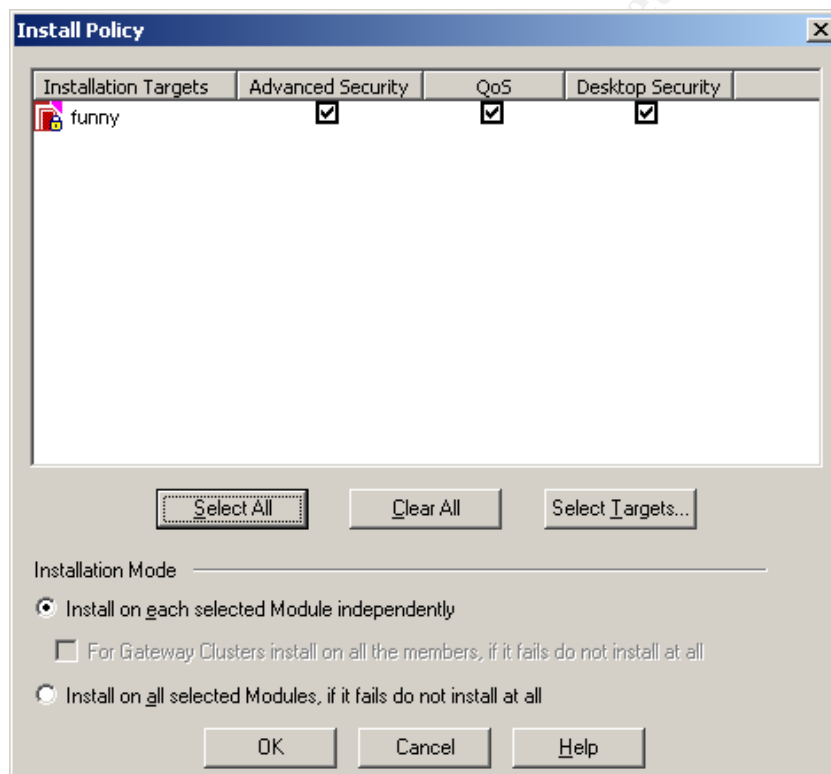 Install Policy
Installation Targets Advanced Security QoS Desktop Security
funny
Select All Clear All Select Targets...
Installation Mode
Install on each selected Module independently
For Gateway Clusters install on all the members, if it fails do not install at all
Install on all selected Modules, if it fails do not install at all
OK Cancel Help